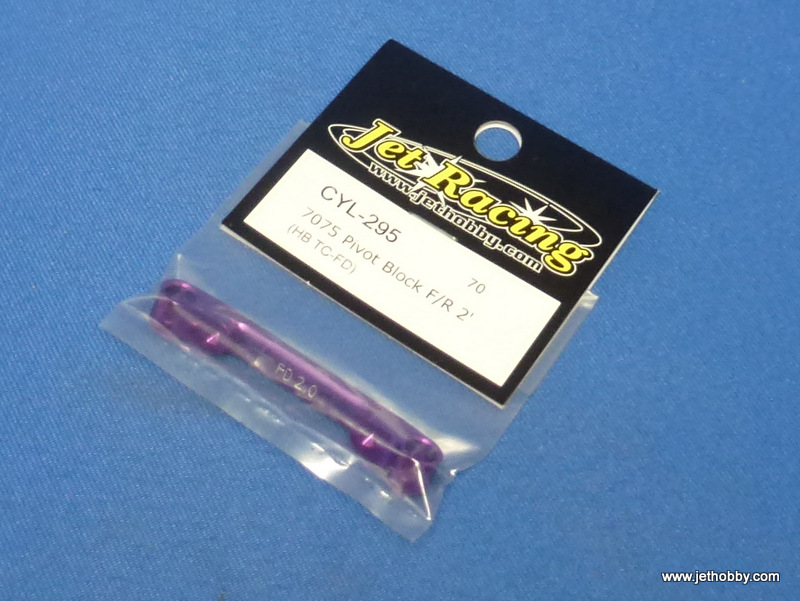 Jet Racing
www.jethobby.com
CYL-295
70
7075 Pivot Block F/R 2'
(HB TC-FD)
FD 2.0
www.jethobby.com